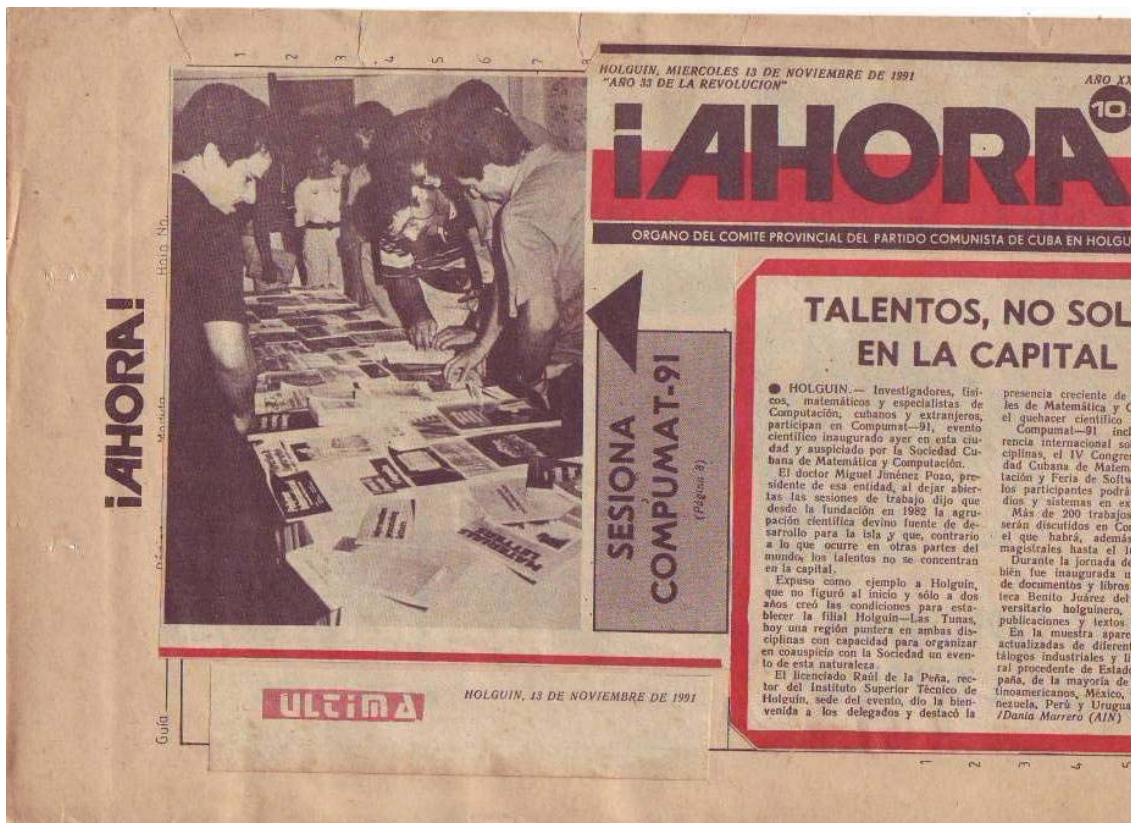 HOLGUIN, MIERCOLES 13 DE NOVIEMBRE DE 1991
"AÑO 33 DE LA REVOLUCION"
AÑO XX
10
¡AHORA
ORGANO DEL COMITE PROVINCIAL DEL PARTIDO COMUNISTA DE CUBA EN HOLGU
¡AHORA!
Hoja No.
Guía
1 2 3 4 5 6 7
SESIONA
COMPUMAT-91
(Página 8)
TALENTOS, NO SOL
EN LA CAPITAL
● HOLGUIN.— Investigadores, físi-
cos, matemáticos y especialistas de
Computación, cubanos y extranjeros,
participan en Compumat—91, evento
científico inaugurado ayer en esta ciu-
dad y auspiciado por la Sociedad Cu-
bana de Matemática y Computación.
El doctor Miguel Jiménez Pozo, pre-
sidente de esa entidad, al dejar abier-
tas las sesiones de trabajo dijo que
desde la fundación en 1982 la agru-
pación científica devino fuente de de-
sarrollo para la isla y que, contrario
a lo que ocurre en otras partes del
mundo, los talentos no se concentran
en la capital.
Expuso como ejemplo a Holguín,
que no figuró al inicio y sólo a dos
años creó las condiciones para esta-
blecer la filial Holguín—Las Tunas,
hoy una región puntera en ambas dis-
ciplinas con capacidad para organizar
en coauspicio con la Sociedad un even-
to de esta naturaleza.
El licenciado Raúl de la Peña, rec-
tor del Instituto Superior Técnico de
Holguín, sede del evento, dio la bien-
venida a los delegados y destacó la
presencia creciente de
les de Matemática y C
el quehacer científico
Compumat—91 incl
rencia internacional so
ciplinas, el IV Congre
dad Cubana de Matem
tación y Feria de Softw
los participantes podrá
dios y sistemas en ex
Más de 200 trabajos
serán discutidos en Co
el que habrá, además
magistrales hasta el 1
Durante la jornada de
bién fue inaugurada u
de documentos y libros
teca Benito Juárez del
versitario holguinero,
publicaciones y textos
En la muestra apare
actualizadas de diferen
tálogos industriales y li
ral procedente de Estado
paña, de la mayoría de
tinoamericanos, México,
nezuela, Perú y Urugua
/Dania Marrero (AIN)
ULTIMA
HOLGUIN, 13 DE NOVIEMBRE DE 1991
1 2 3 4 5